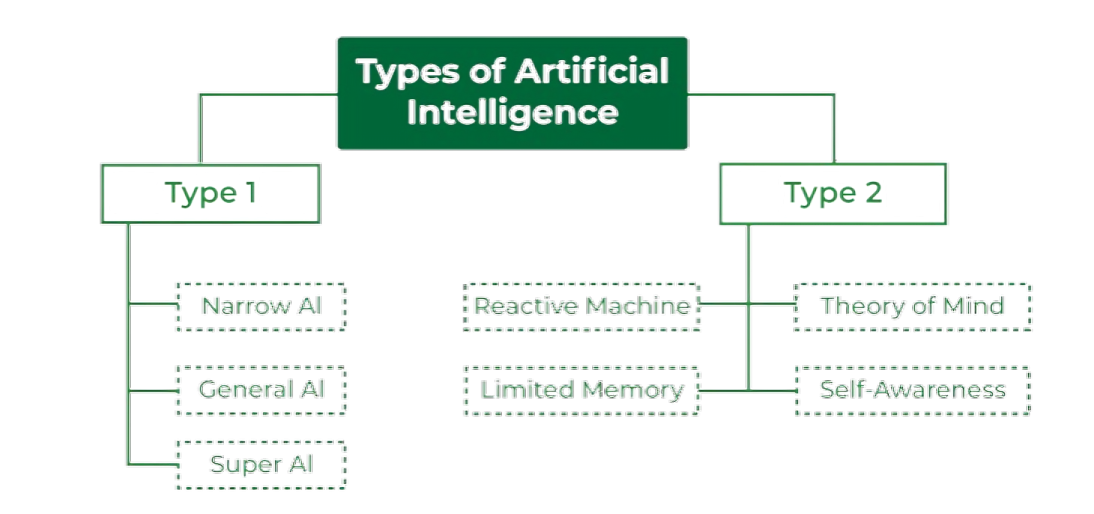 Types of Artificial
Intelligence
Type 1
Type 2
Narrow AI
General AI
Super AI
Reactive Machine
Theory of Mind
Limited Memory
Self-Awareness